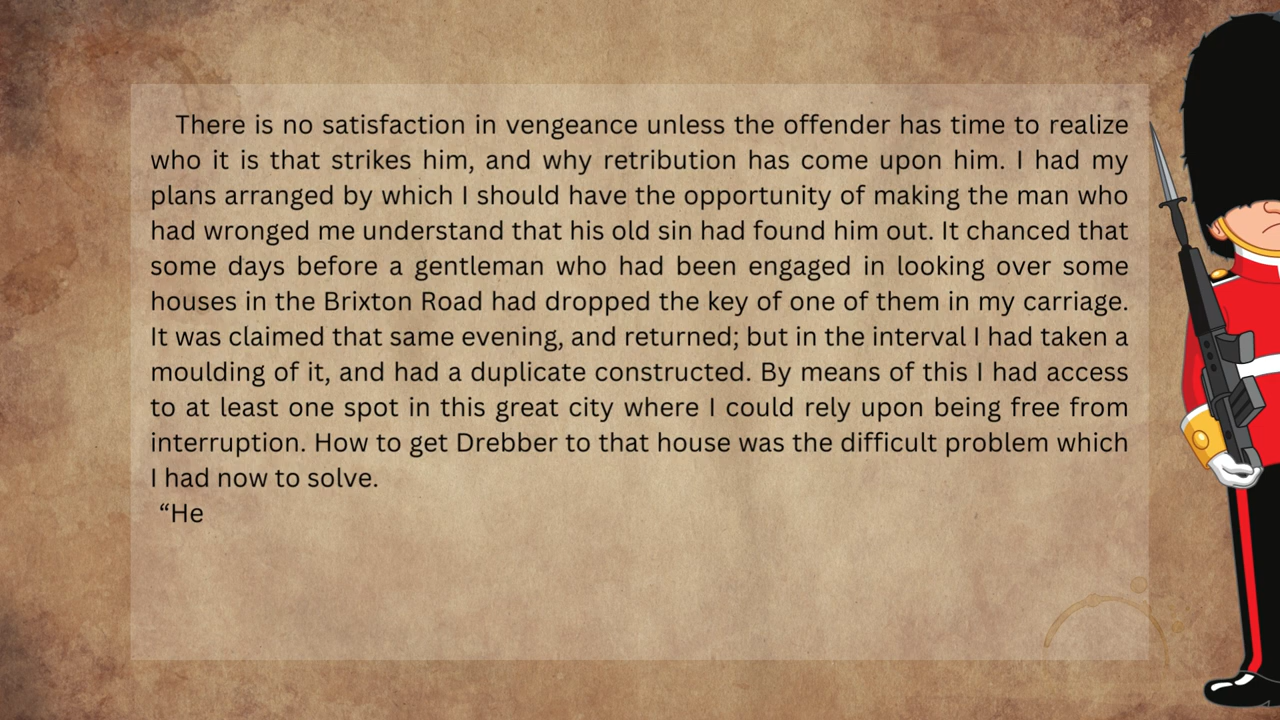 There is no satisfaction in vengeance unless the offender has time to realize
who it is that strikes him, and why retribution has come upon him. I had my
plans arranged by which I should have the opportunity of making the man who
had wronged me understand that his old sin had found him out. It chanced that
some days before a gentleman who had been engaged in looking over some
houses in the Brixton Road had dropped the key of one of them in my carriage.
It was claimed that same evening, and returned; but in the interval I had taken a
moulding of it, and had a duplicate constructed. By means of this I had access
to at least one spot in this great city where I could rely upon being free from
interruption. How to get Drebber to that house was the difficult problem which
I had now to solve.
“He